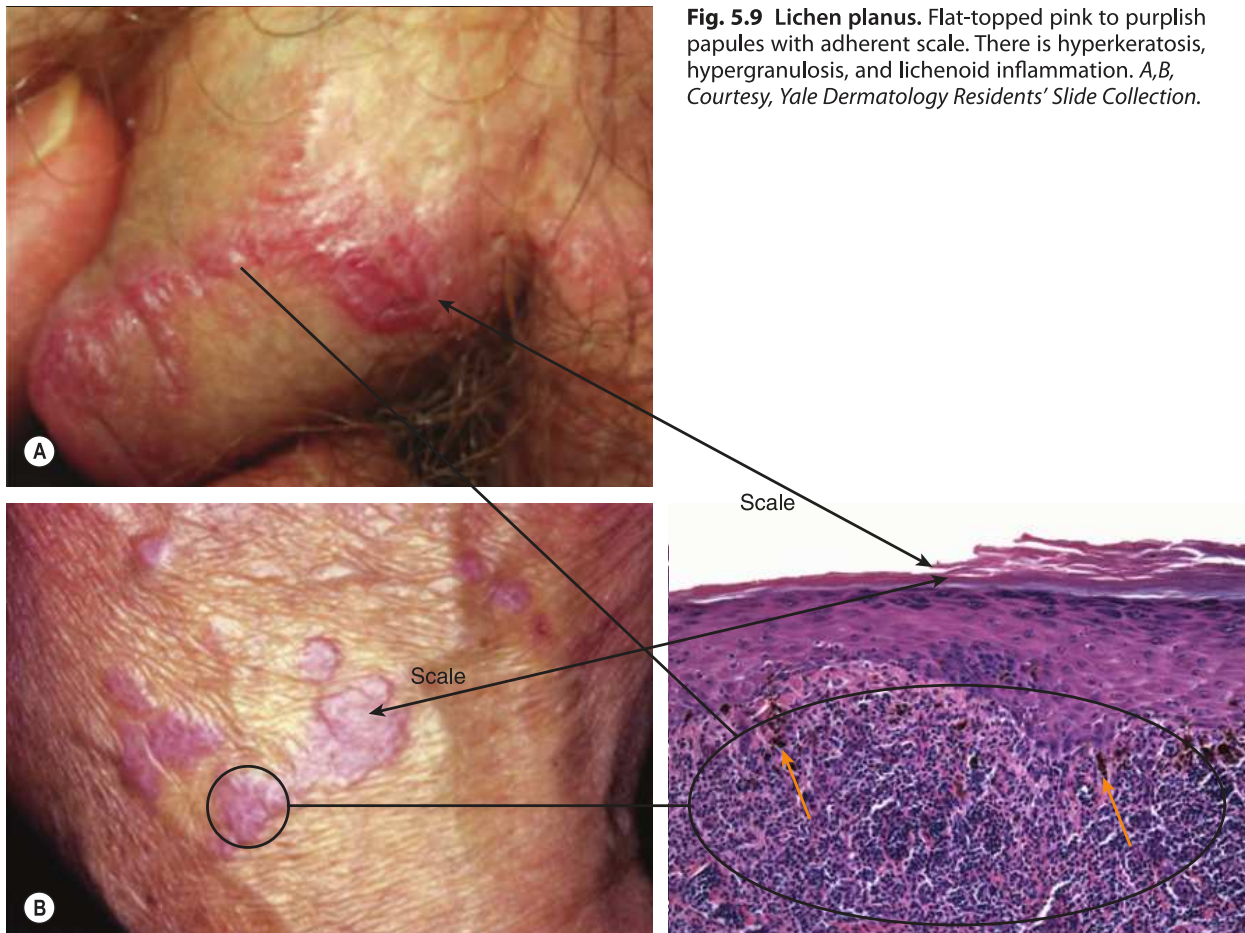 Fig. 5.9 Lichen planus. Flat-topped pink to purplish
papules with adherent scale. There is hyperkeratosis,
hypergranulosis, and lichenoid inflammation. A,B,
Courtesy, Yale Dermatology Residents' Slide Collection.
A
Scale
Scale
B